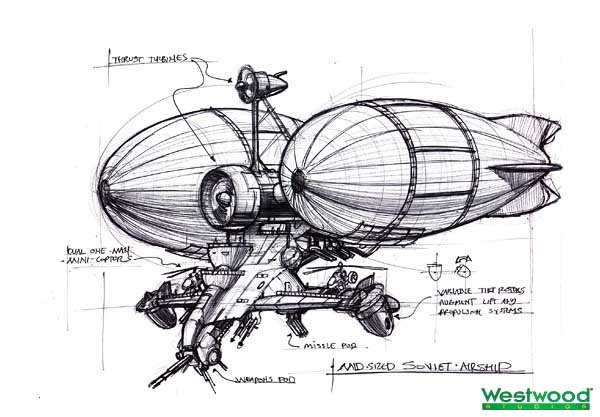 THRUST TURBINES
DUAL ONE-MAN
MINI-COPTORS
VARIABLE TILT ROTORS
AUGMENT LIFT AND
PROPULSION SYSTEMS
MISSLE POD
WEAPONS POD
MID-SIZED SOVIET-AIRSHIP
Westwood
STUDIOS